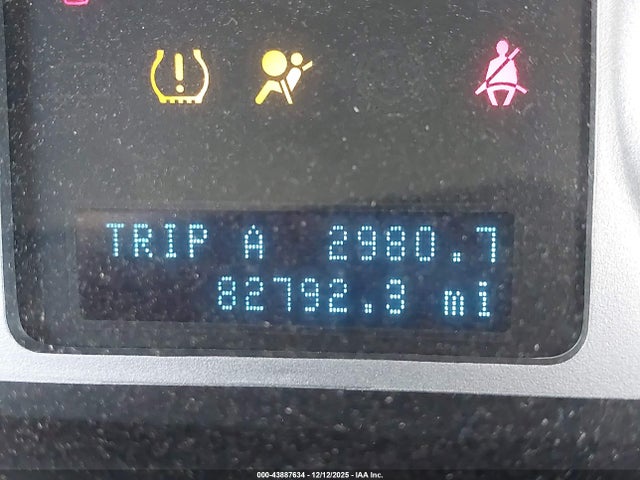 TRIP A 2980.7
82792.3 mi
000-43887634 - 12/12/2025 - IAA Inc.